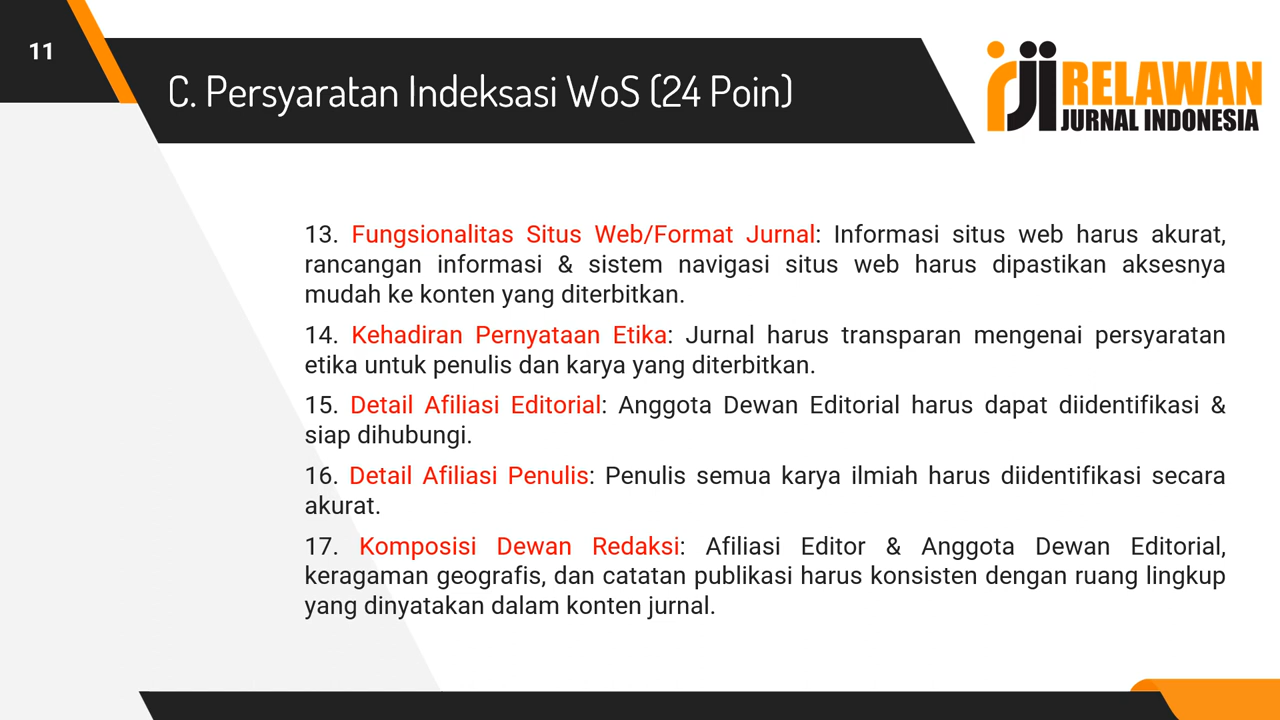 11
C. Persyaratan Indeksasi WoS (24 Poin)
RELAWAN
JURNAL INDONESIA
13. Fungsionalitas Situs Web/Format Jurnal: Informasi situs web harus akurat,
rancangan informasi & sistem navigasi situs web harus dipastikan aksesnya
mudah ke konten yang diterbitkan.
14. Kehadiran Pernyataan Etika: Jurnal harus transparan mengenai persyaratan
etika untuk penulis dan karya yang diterbitkan.
15. Detail Afiliasi Editorial: Anggota Dewan Editorial harus dapat diidentifikasi &
siap dihubungi.
16. Detail Afiliasi Penulis: Penulis semua karya ilmiah harus diidentifikasi secara
akurat.
17. Komposisi Dewan Redaksi: Afiliasi Editor & Anggota Dewan Editorial,
keragaman geografis, dan catatan publikasi harus konsisten dengan ruang lingkup
yang dinyatakan dalam konten jurnal.